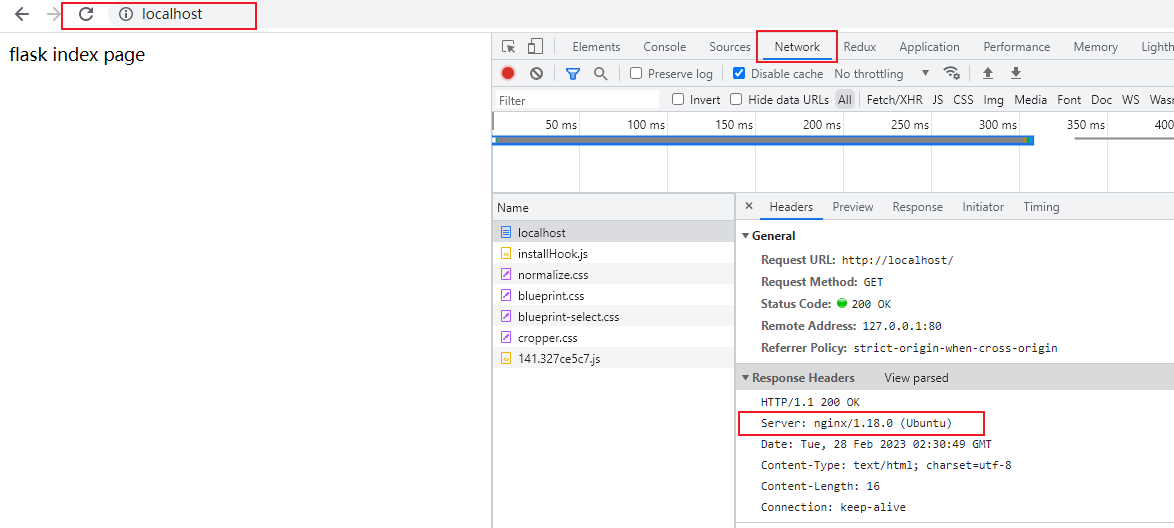 localhost
flask index page
Elements Console Sources Network Redux Application Performance Memory Lighth
Preserve log Disable cache No throttling
Filter Invert Hide data URLs All Fetch/XHR JS CSS Img Media Font Doc WS Wasm
50 ms 100 ms 150 ms 200 ms 250 ms 300 ms 350 ms 400
Name
localhost
installHook.js
normalize.css
blueprint.css
blueprint-select.css
cropper.css
141.327ce5c7.js
× Headers Preview Response Initiator Timing
General
Request URL: http://localhost/
Request Method: GET
Status Code: 200 OK
Remote Address: 127.0.0.1:80
Referrer Policy: strict-origin-when-cross-origin
Response Headers View parsed
HTTP/1.1 200 OK
Server: nginx/1.18.0 (Ubuntu)
Date: Tue, 28 Feb 2023 02:30:49 GMT
Content-Type: text/html; charset=utf-8
Content-Length: 16
Connection: keep-alive